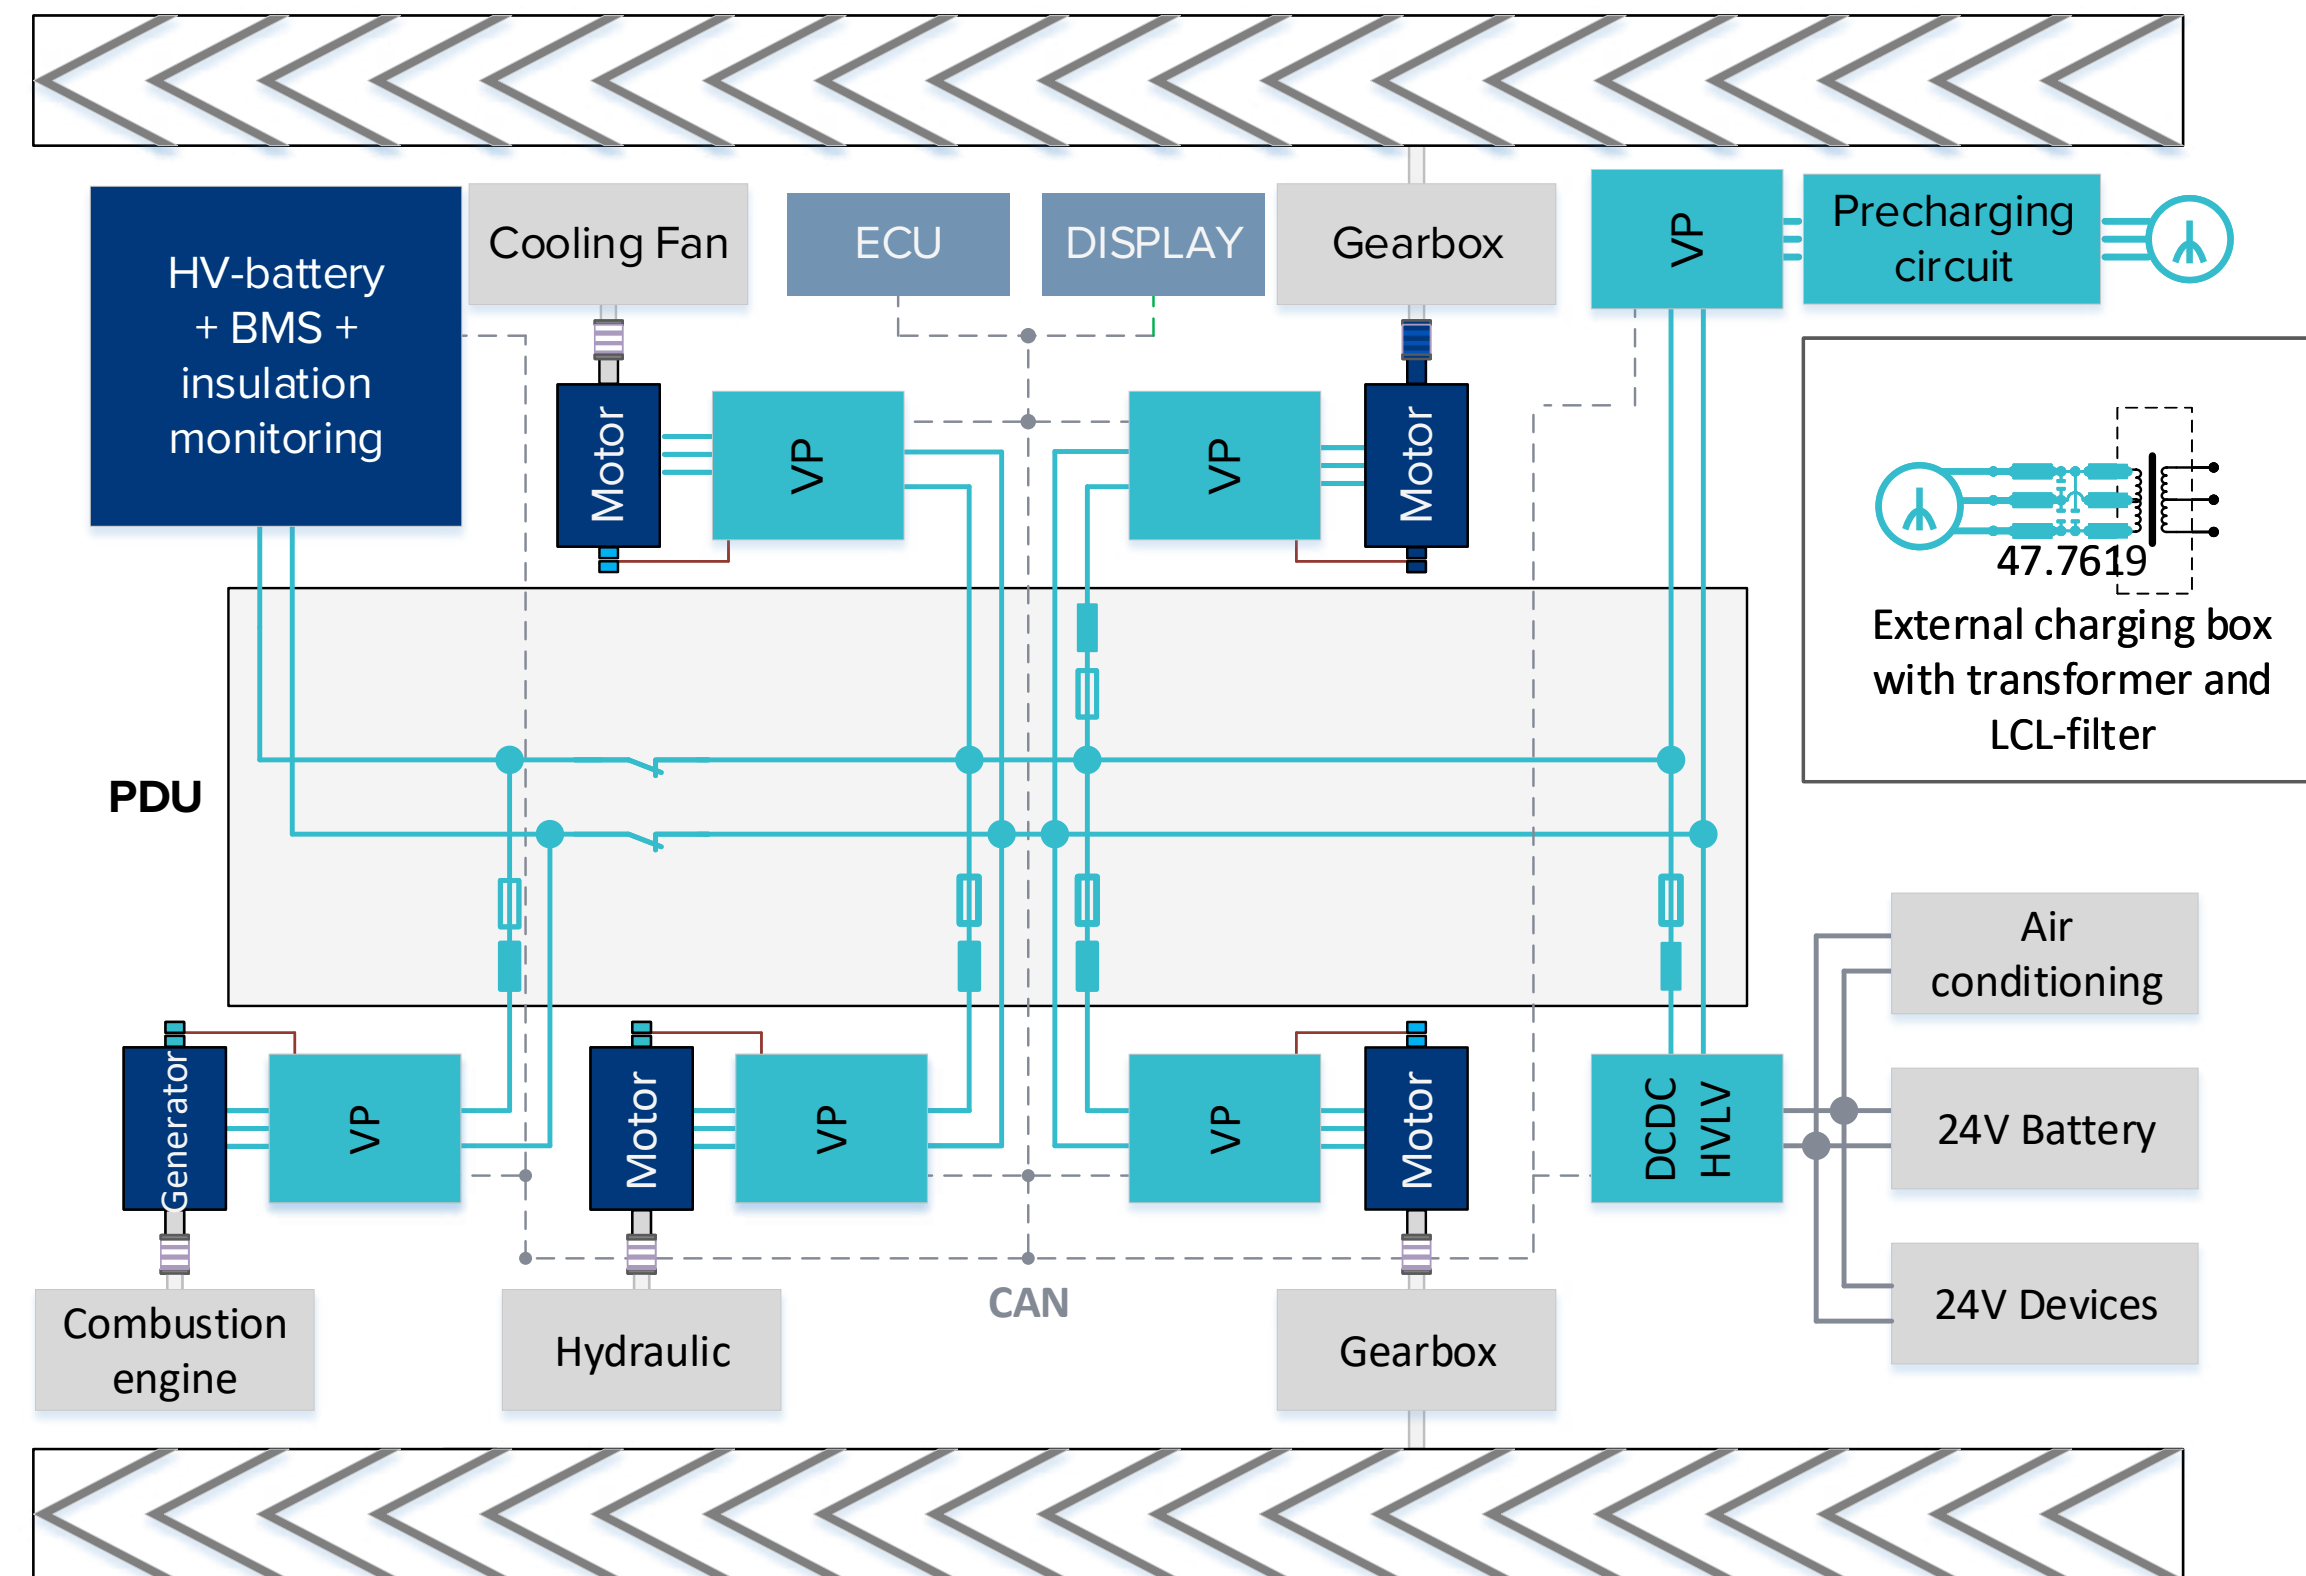 HV-battery
+ BMS +
insulation
monitoring
Cooling Fan
ECU
DISPLAY
Gearbox
VP
Precharging
circuit
Motor
VP
VP
Motor
47.7619
External charging box
with transformer and
LCL-filter
PDU
Air
conditioning
Generator
VP
Motor
VP
VP
Motor
DCDC
HVLV
24V Battery
24V Devices
CAN
Combustion
engine
Hydraulic
Gearbox